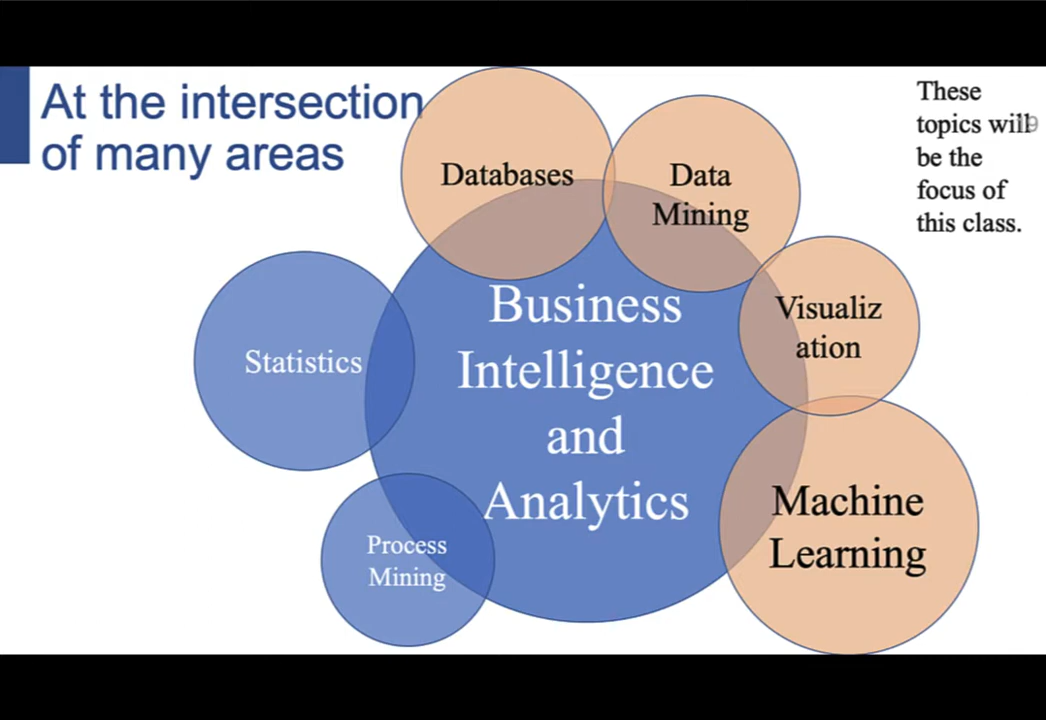 At the intersection
of many areas
These
topics will
be the
focus of
this class.
Databases
Data
Mining
Visualiz
ation
Statistics
Business
Intelligence
and
Analytics
Process
Mining
Machine
Learning